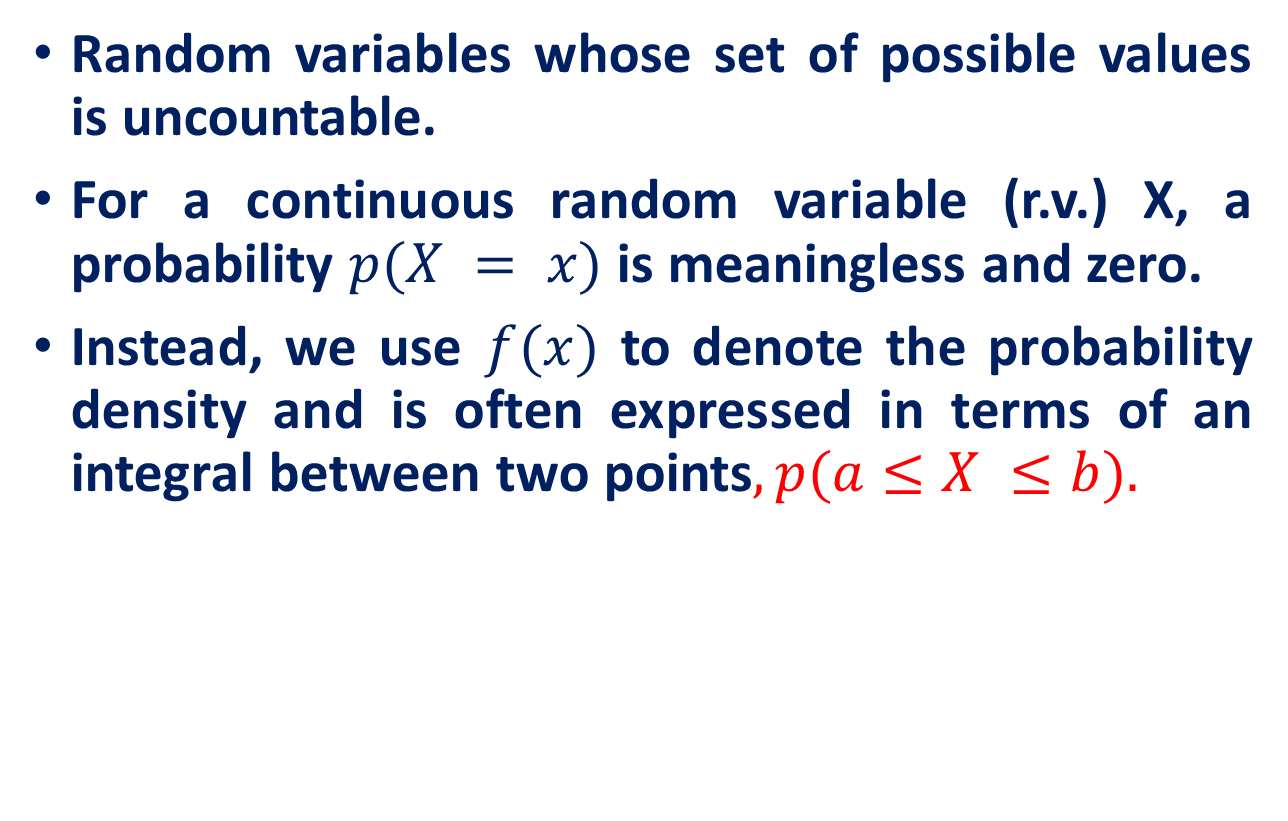 • Random variables whose set of possible values
is uncountable.
• For a continuous random variable (r.v.) X, a
probability p(X = x) is meaningless and zero.
• Instead, we use f(x) to denote the probability
density and is often expressed in terms of an
integral between two points, p(a ≤ X ≤ b).